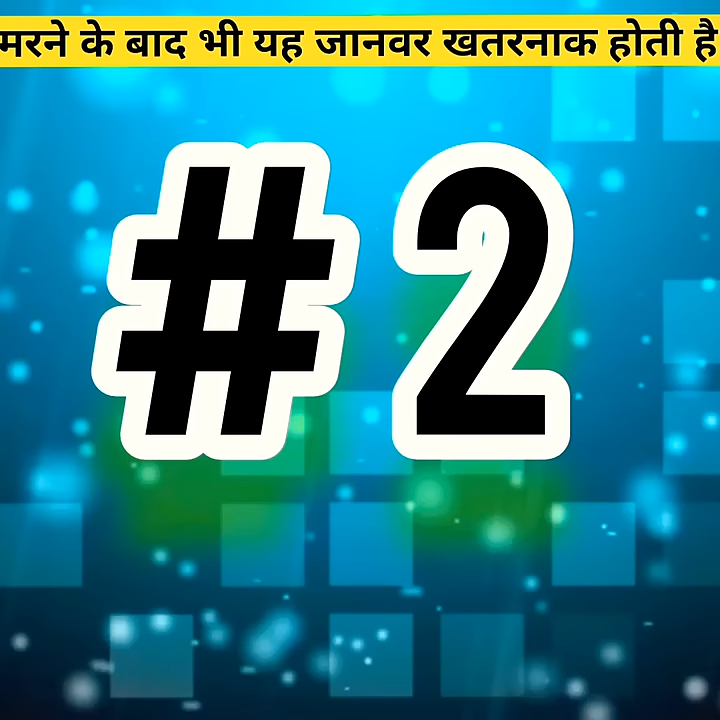 मरने के बाद भी यह जानवर खतरनाक होती है
#2